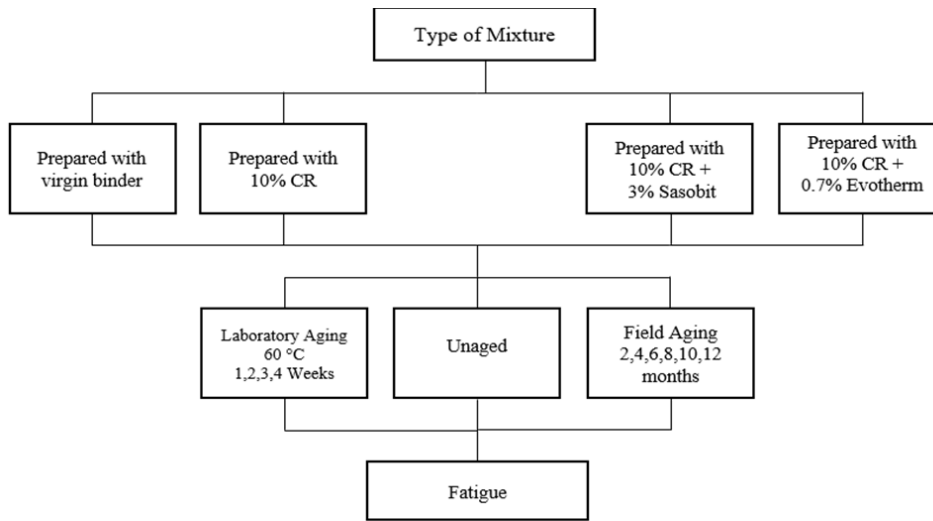 Type of Mixture
Prepared with
virgin binder
Prepared with
10% CR
Prepared with
10% CR +
3% Sasobit
Prepared with
10% CR +
0.7% Evotherm
Laboratory Aging
60 °C
1,2,3,4 Weeks
Unaged
Field Aging
2,4,6,8,10,12
months
Fatigue